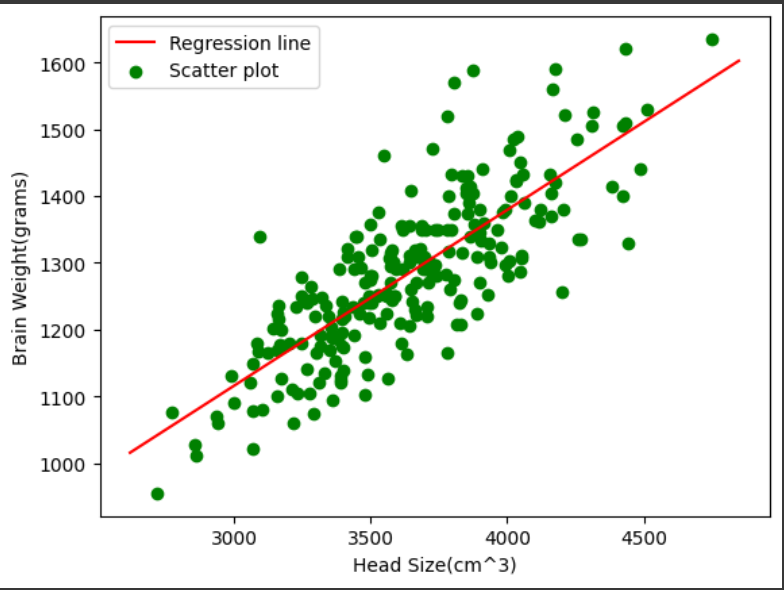 Regression line
Scatter plot
Brain Weight(grams)
1600
1500
1400
1300
1200
1100
1000
3000 3500 4000 4500
Head Size(cm^3)